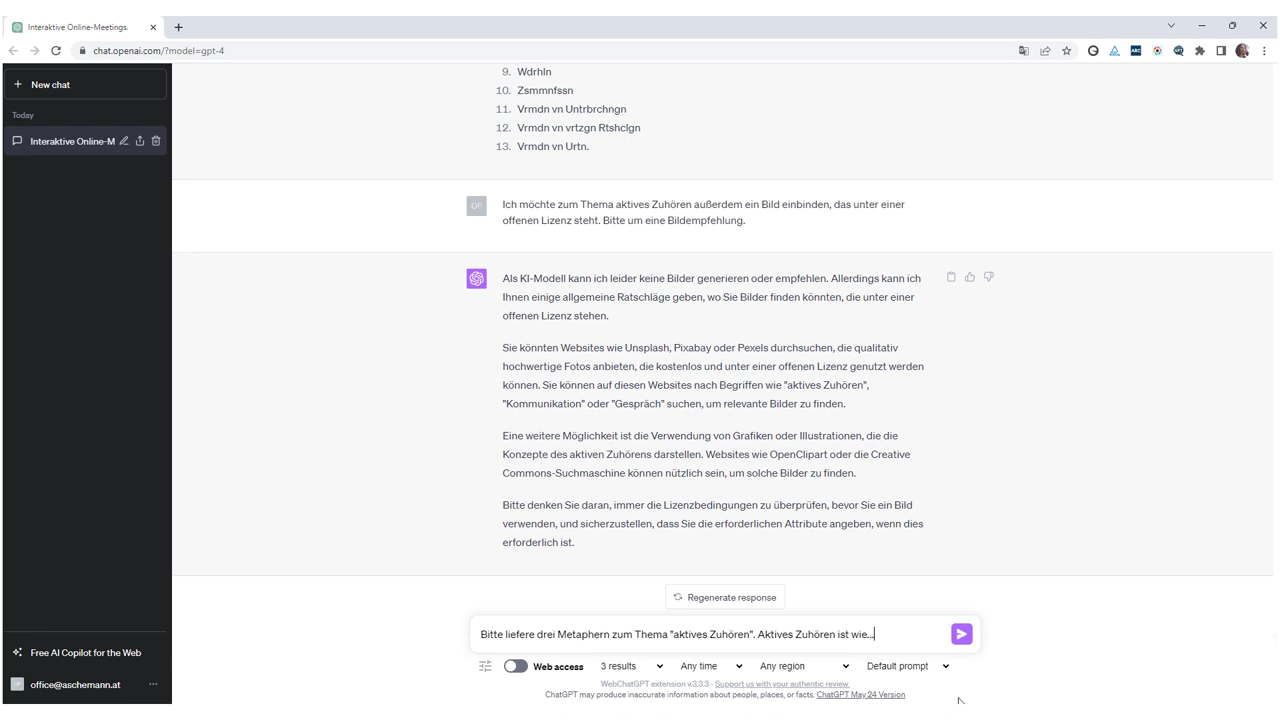 Interaktive Online-Meetings.
chat.openai.com/?model=gpt-4
New chat
Today
Interaktive Online-M
9. Wdrhln
10. Zsmmnfssn
11. Vrmdn vn Untrbrchngn
12. Vrmdn vn vrtzgn Rtshclgn
13. Vrmdn vn Urtn.
OF
Ich möchte zum Thema aktives Zuhören außerdem ein Bild einbinden, das unter einer
offenen Lizenz steht. Bitte um eine Bildempfehlung.
Als KI-Modell kann ich leider keine Bilder generieren oder empfehlen. Allerdings kann ich
Ihnen einige allgemeine Ratschläge geben, wo Sie Bilder finden könnten, die unter einer
offenen Lizenz stehen.
Sie könnten Websites wie Unsplash, Pixabay oder Pexels durchsuchen, die qualitativ
hochwertige Fotos anbieten, die kostenlos und unter einer offenen Lizenz genutzt werden
können. Sie können auf diesen Websites nach Begriffen wie "aktives Zuhören",
"Kommunikation" oder "Gespräch" suchen, um relevante Bilder zu finden.
Eine weitere Möglichkeit ist die Verwendung von Grafiken oder Illustrationen, die die
Konzepte des aktiven Zuhörens darstellen. Websites wie OpenClipart oder die Creative
Commons-Suchmaschine können nützlich sein, um solche Bilder zu finden.
Bitte denken Sie daran, immer die Lizenzbedingungen zu überprüfen, bevor Sie ein Bild
verwenden, und sicherzustellen, dass Sie die erforderlichen Attribute angeben, wenn dies
erforderlich ist.
Regenerate response
Bitte liefere drei Metaphern zum Thema "aktives Zuhören". Aktives Zuhören ist wie...
Web access 3 results Any time Any region Default prompt
WebChatGPT extension v.3.3.3 - Support us with your authentic review.
ChatGPT may produce inaccurate information about people, places, or facts. ChatGPT May 24 Version
Free AI Copilot for the Web
office@aschemann.at